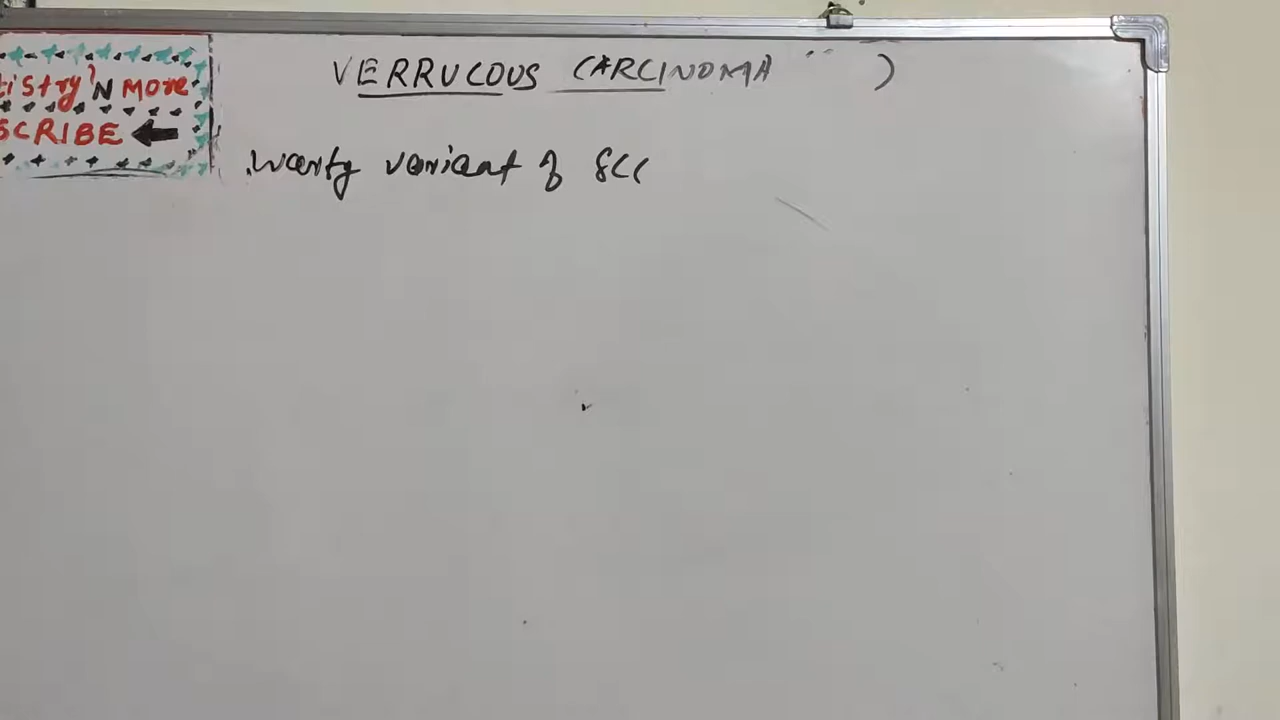 VERRUCOUS CARCINOMA " )
istry'N more
SCRIBE
.warty variant of SCC